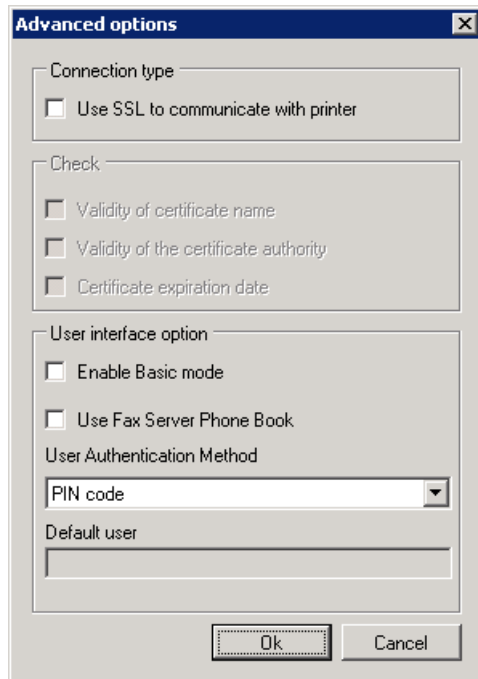 Advanced options
Connection type
Use SSL to communicate with printer
Check
Validity of certificate name
Validity of the certificate authority
Certificate expiration date
User interface option
Enable Basic mode
Use Fax Server Phone Book
User Authentication Method
PIN code
Default user
Ok Cancel